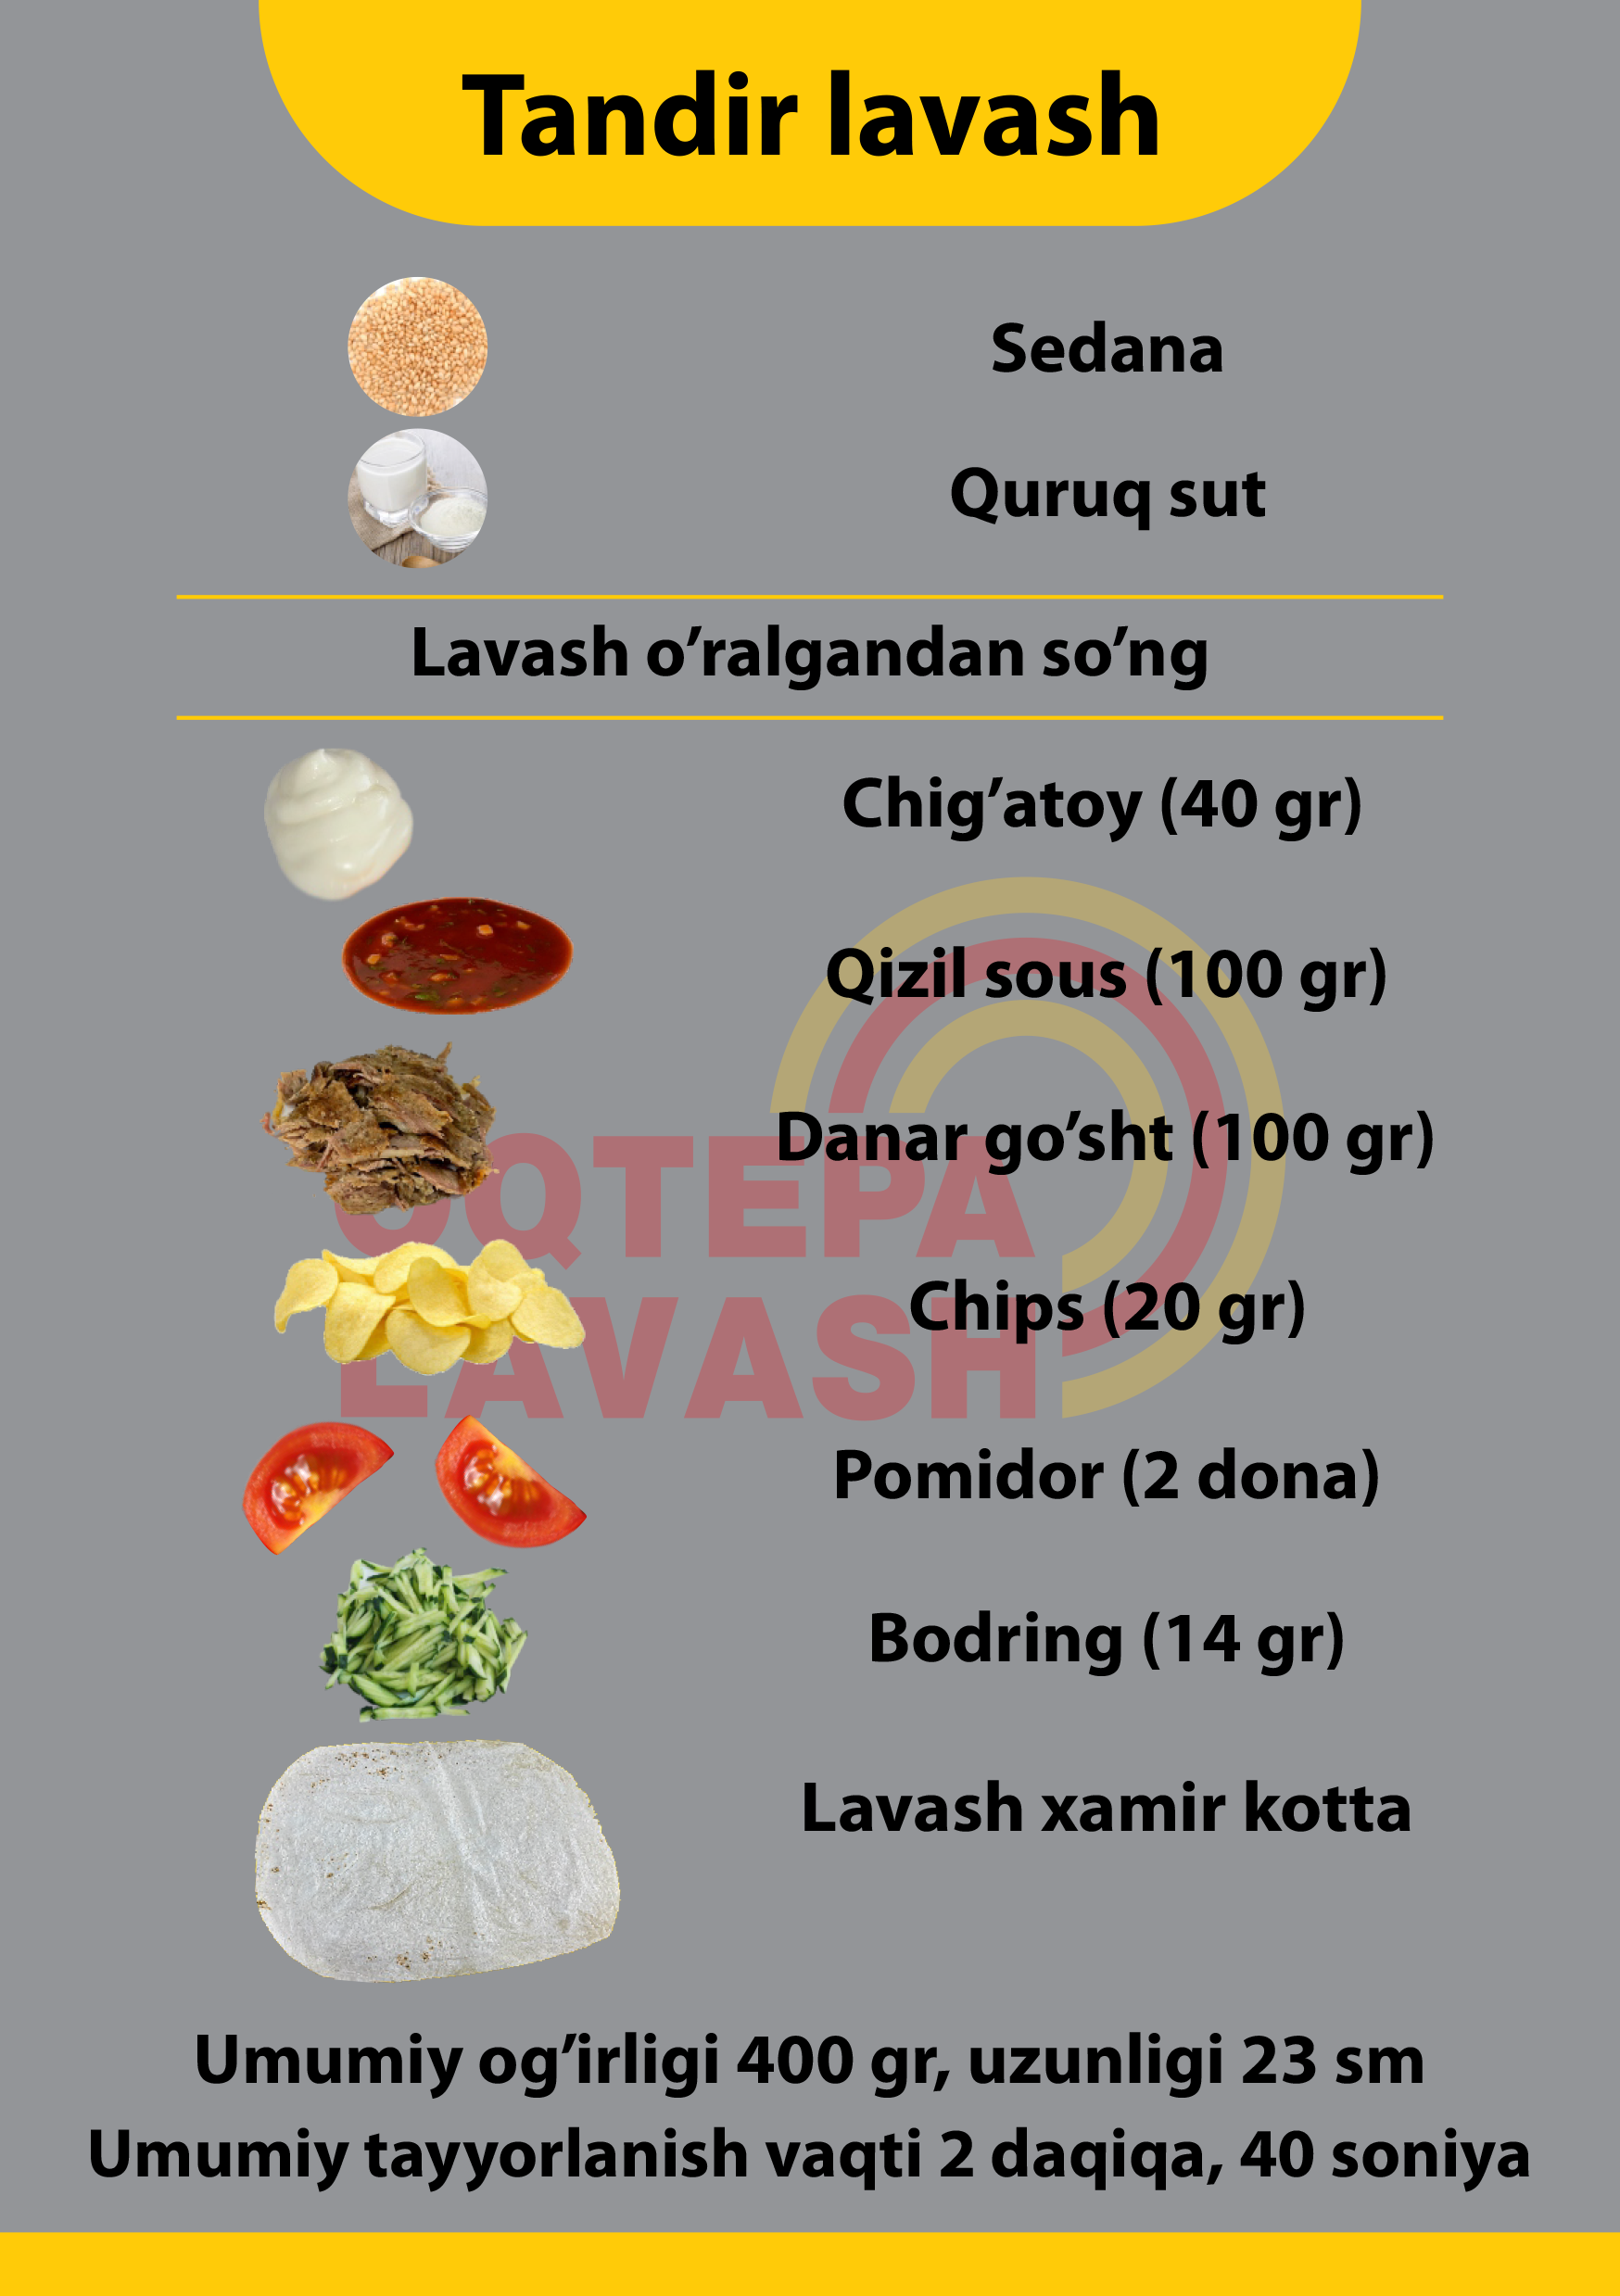 Tandir lavash
Sedana
Quruq sut
Lavash o’ralgandan so’ng
Chig’atoy (40 gr)
Qizil sous (100 gr)
Danar go’sht (100 gr)
OQTEPA
Chips (20 gr)
LAVASH
Pomidor (2 dona)
Bodring (14 gr)
Lavash xamir kotta
Umumiy og’irligi 400 gr, uzunligi 23 sm
Umumiy tayyorlanish vaqti 2 daqiqa, 40 soniya